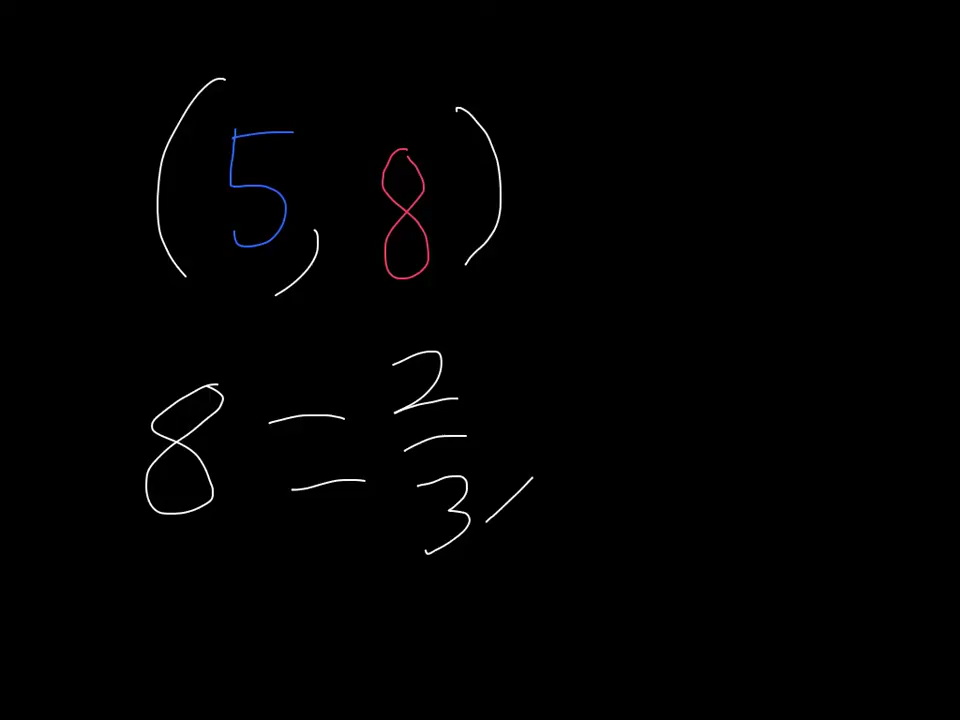 (5, 8)
8 = 2/3